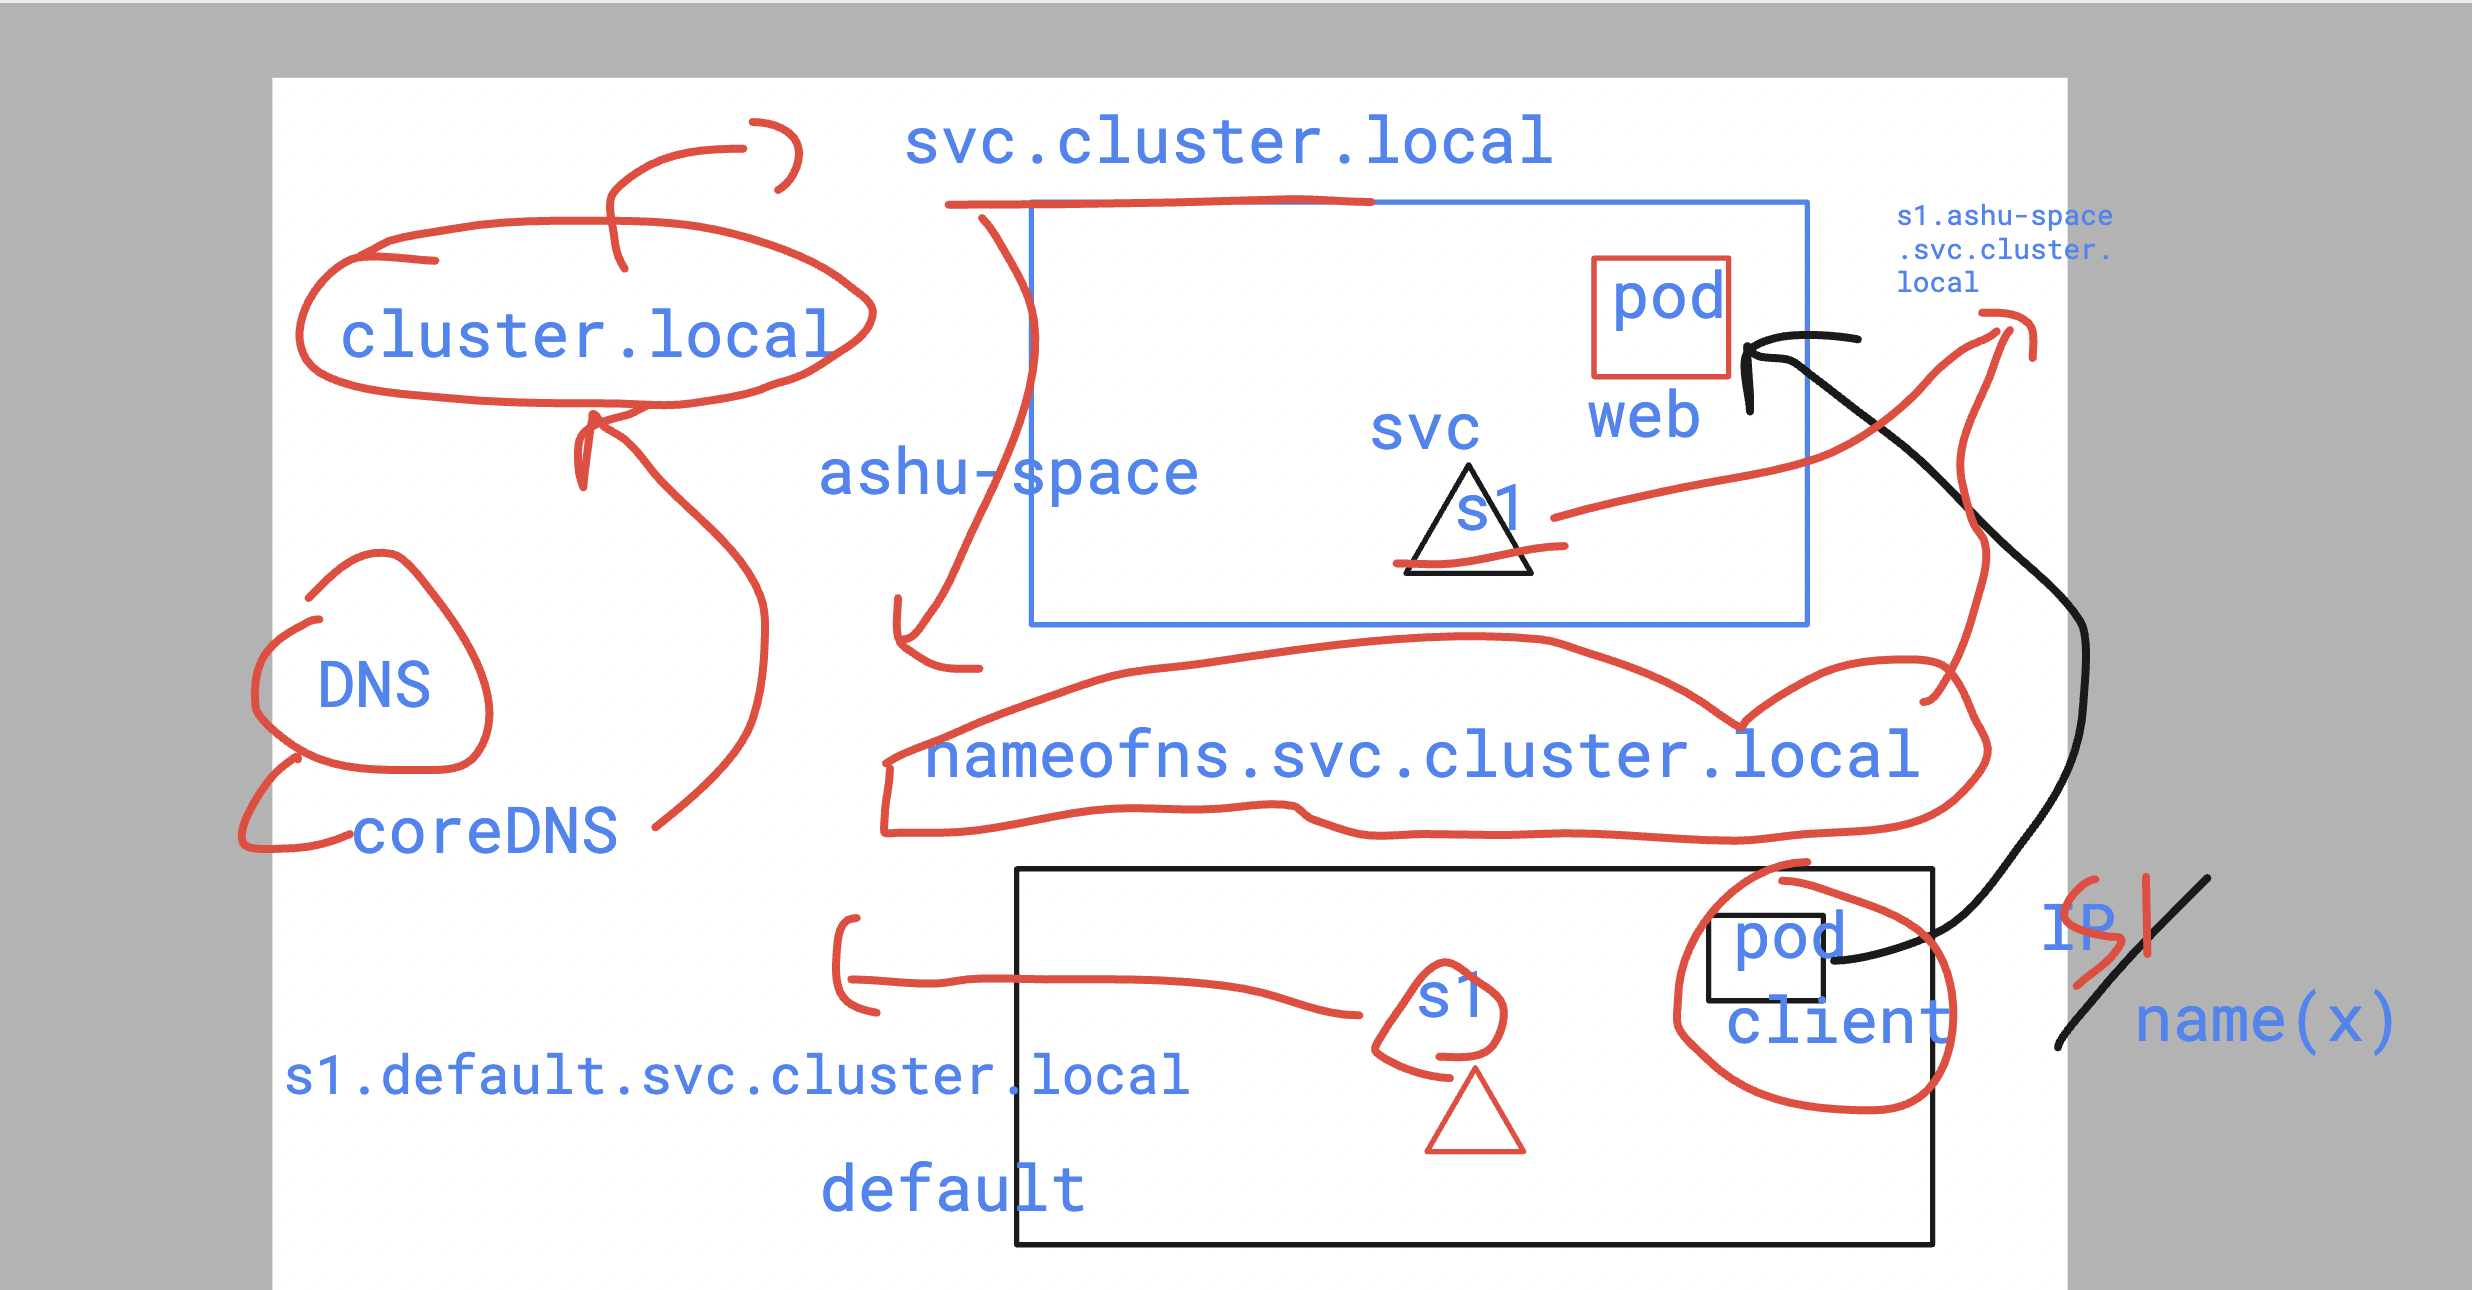 svc.cluster.local
s1.ashu-space
.svc.cluster.
local
pod
cluster.local
web
svc
ashu-space
s1
DNS
nameofns.svc.cluster.local
coreDNS
IP
S1
pod
s1
client
name(x)
s1.default.svc.cluster.local
default